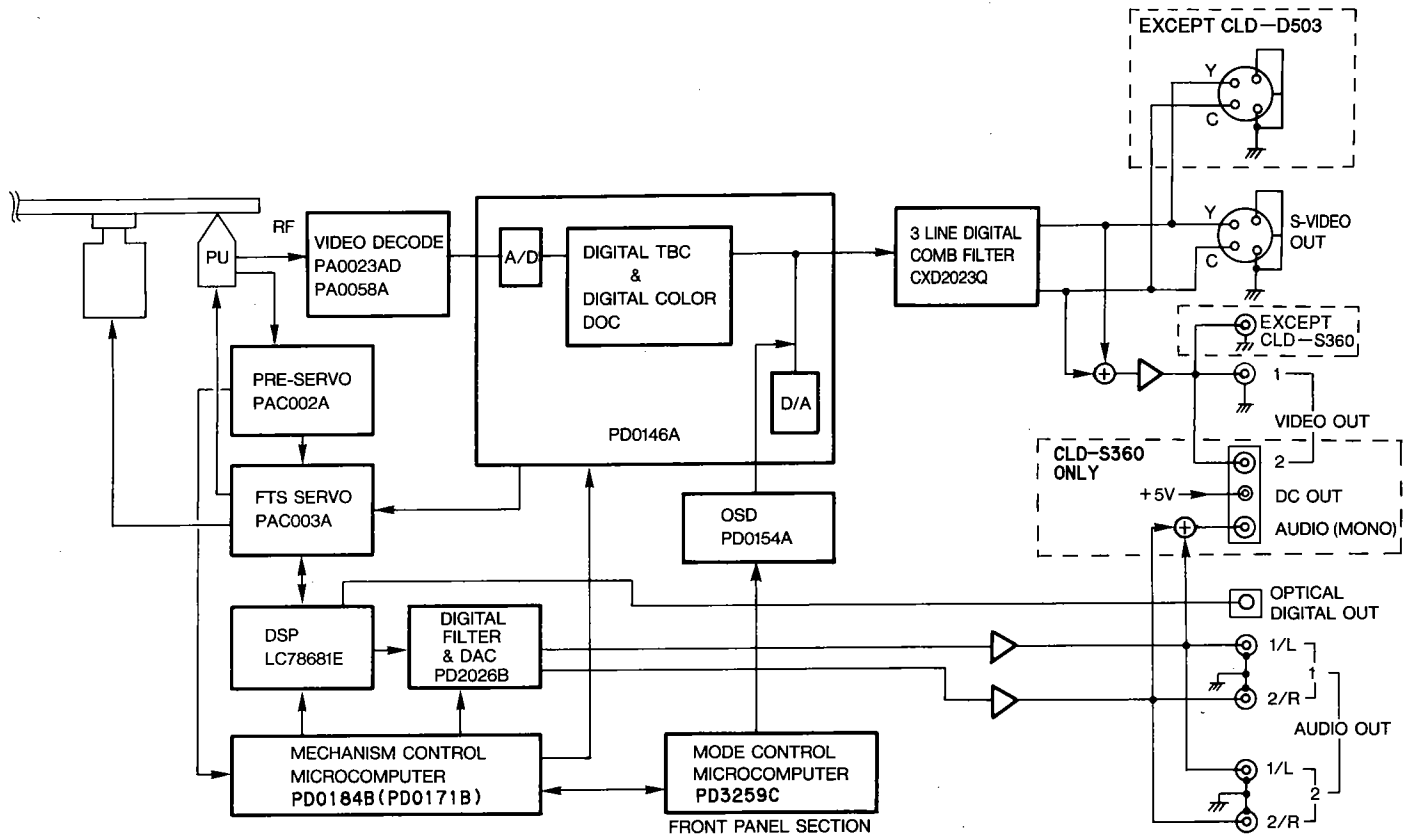 EXCEPT CLD-D503
Y
C
RF
PU
VIDEO DECODE
PA0023AD
PA0058A
A/D
DIGITAL TBC
&
DIGITAL COLOR
DOC
3 LINE DIGITAL
COMB FILTER
CXD2023Q
Y
C
S-VIDEO
OUT
EXCEPT
CLD-S360
PRE-SERVO
PAC002A
D/A
PD0146A
+
1
VIDEO OUT
2
CLD-S360
ONLY
+5V
DC OUT
+
AUDIO (MONO)
FTS SERVO
PAC003A
OSD
PD0154A
OPTICAL
DIGITAL OUT
DSP
LC78681E
DIGITAL
FILTER
& DAC
PD2026B
1/L
1
2/R
AUDIO OUT
1/L
2
2/R
MECHANISM CONTROL
MICROCOMPUTER
PD0184B(PD0171B)
MODE CONTROL
MICROCOMPUTER
PD3259C
FRONT PANEL SECTION